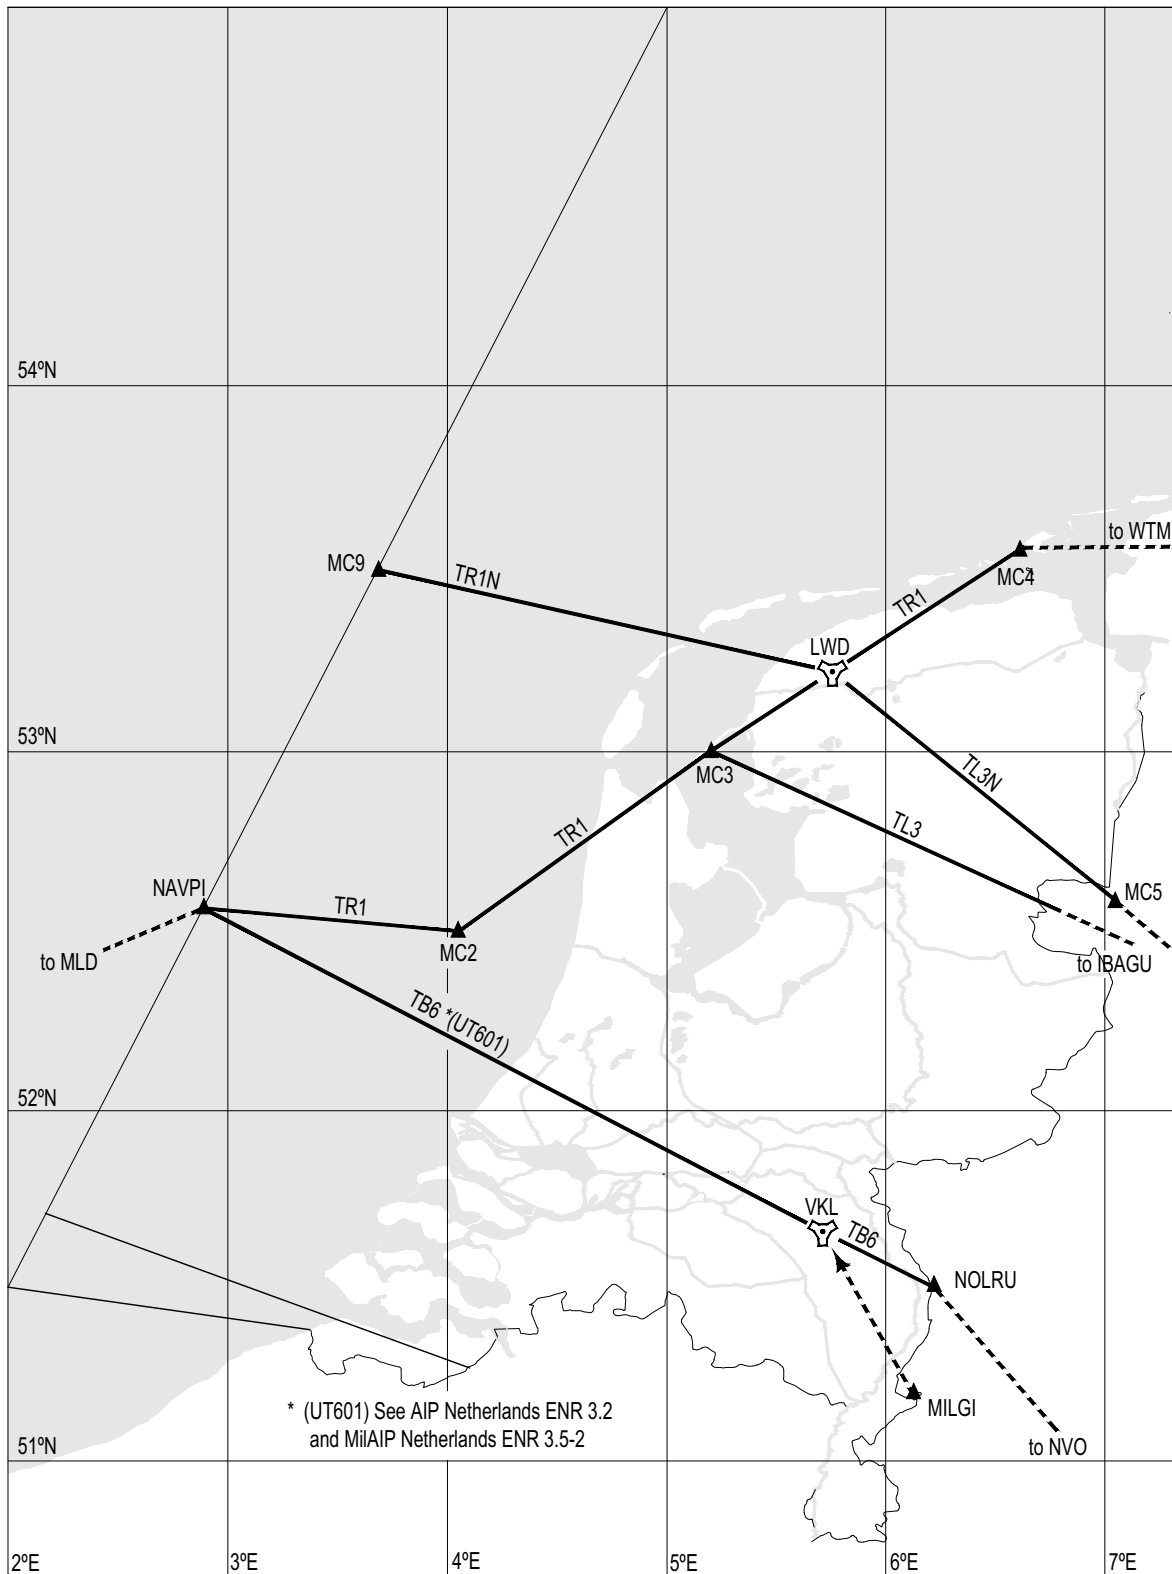 54ºN
to WTM
MC9
TR1N
MC4
TR1
LWD
53ºN
MC3
TL3N
TR1
TL3
NAVPI
MC5
TR1
MC2
to MLD
to IBAGU
TB6 *(UT601)
52ºN
VKL
TB6
NOLRU
MILGI
* (UT601) See AIP Netherlands ENR 3.2
and MilAIP Netherlands ENR 3.5-2
to NVO
51ºN
2ºE
3ºE
4ºE
5ºE
6ºE
7ºE